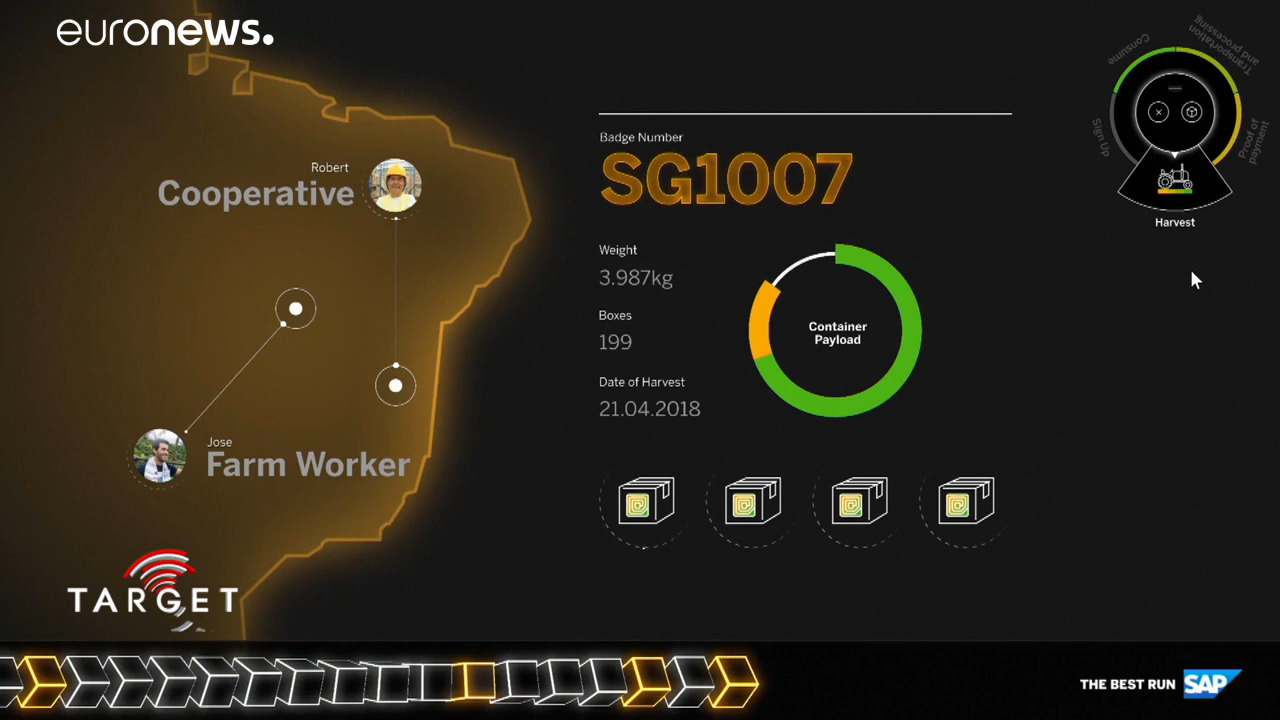 euronews.
Robert
Cooperative
Jose
Farm Worker
TARGET
Badge Number
SG1007
Weight
3.987kg
Boxes
199
Date of Harvest
21.04.2018
Container
Payload
Consume
Transportation
and processing
Sign Up
Proof of
payment
Harvest
THE BEST RUN SAP